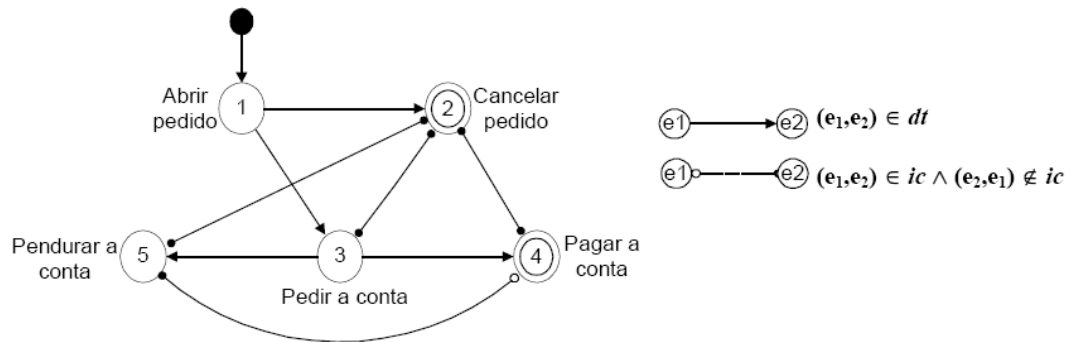 Abrir
pedido
1
2
Cancelar
pedido
Pendurar a
conta
5
3
Pedir a conta
4
Pagar a
conta
e1 e2 (e₁,e₂) ∈ dt
e1 e2 (e₁,e₂) ∈ ic ∧ (e₂,e₁) ∉ ic